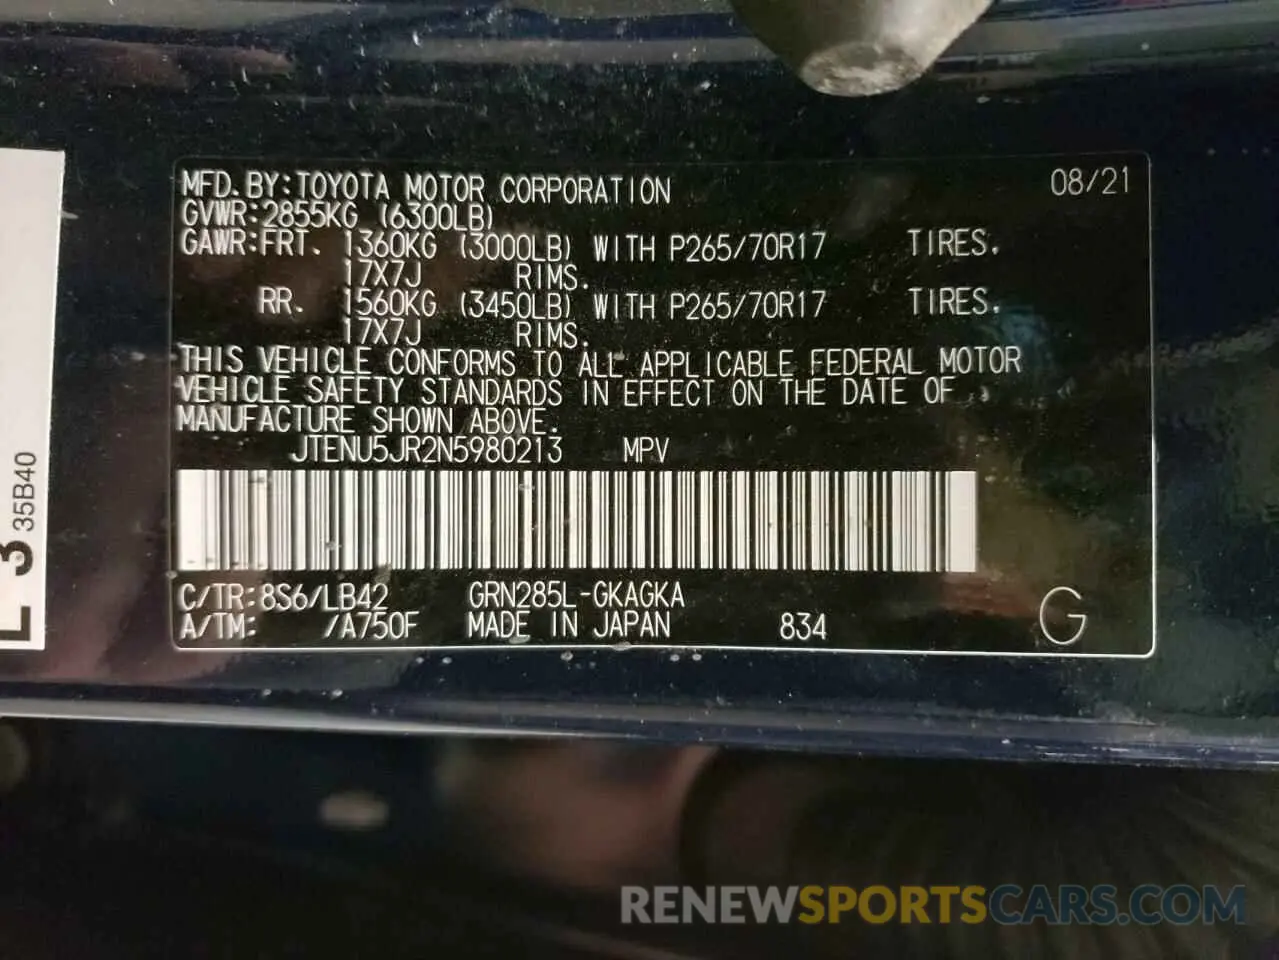 MFD.BY:TOYOTA MOTOR CORPORATION 08/21
GVWR:2855KG (6300LB)
GAWR:FRT. 1360KG (3000LB) WITH P265/70R17 TIRES.
17X7J RIMS.
RR. 1560KG (3450LB) WITH P265/70R17 TIRES.
17X7J RIMS.
THIS VEHICLE CONFORMS TO ALL APPLICABLE FEDERAL MOTOR
VEHICLE SAFETY STANDARDS IN EFFECT ON THE DATE OF
MANUFACTURE SHOWN ABOVE.
JTENU5JR2N5980213 MPV
C/TR:8S6/LB42 GRN285L-GKAGKA
A/TM: /A750F MADE IN JAPAN 834 G
35B40
RENEWSPORTSCARS.COM